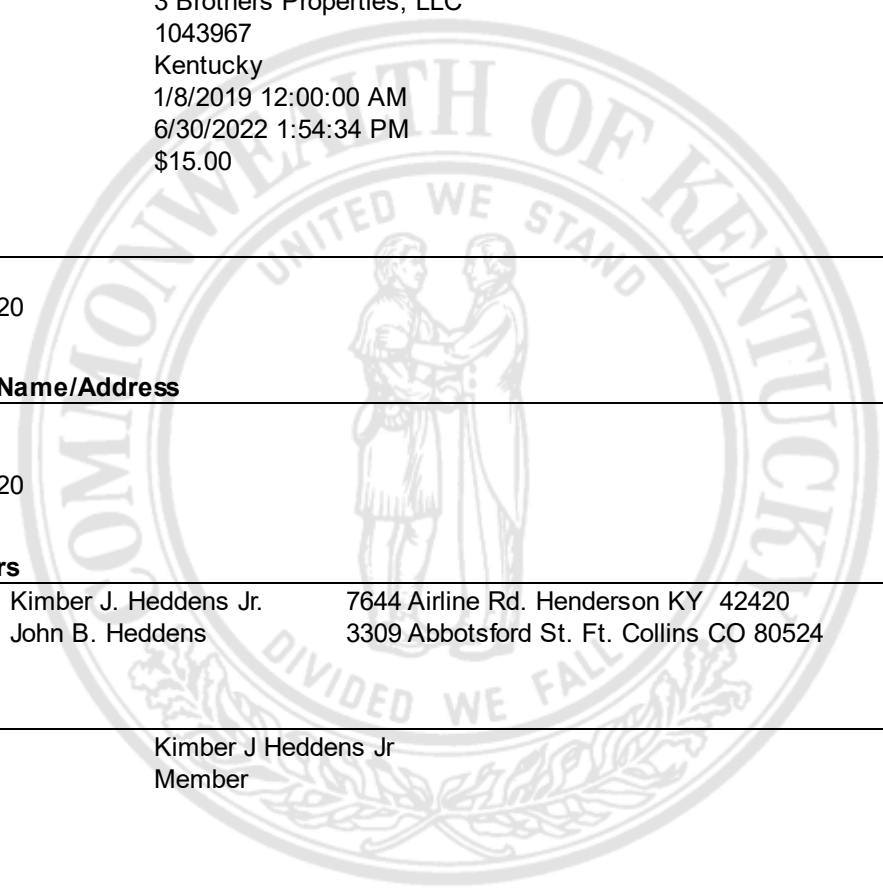 3 Brothers Properties, LLC
1043967
Kentucky
1/8/2019 12:00:00 AM
6/30/2022 1:54:34 PM
$15.00
20
Name/Address
20
rs
Kimber J. Heddens Jr. 7644 Airline Rd. Henderson KY 42420
John B. Heddens 3309 Abbotsford St. Ft. Collins CO 80524
Kimber J Heddens Jr
Member
COMMONWEALTH OF KENTUCKY
UNITED WE STAND
DIVIDED WE FALL